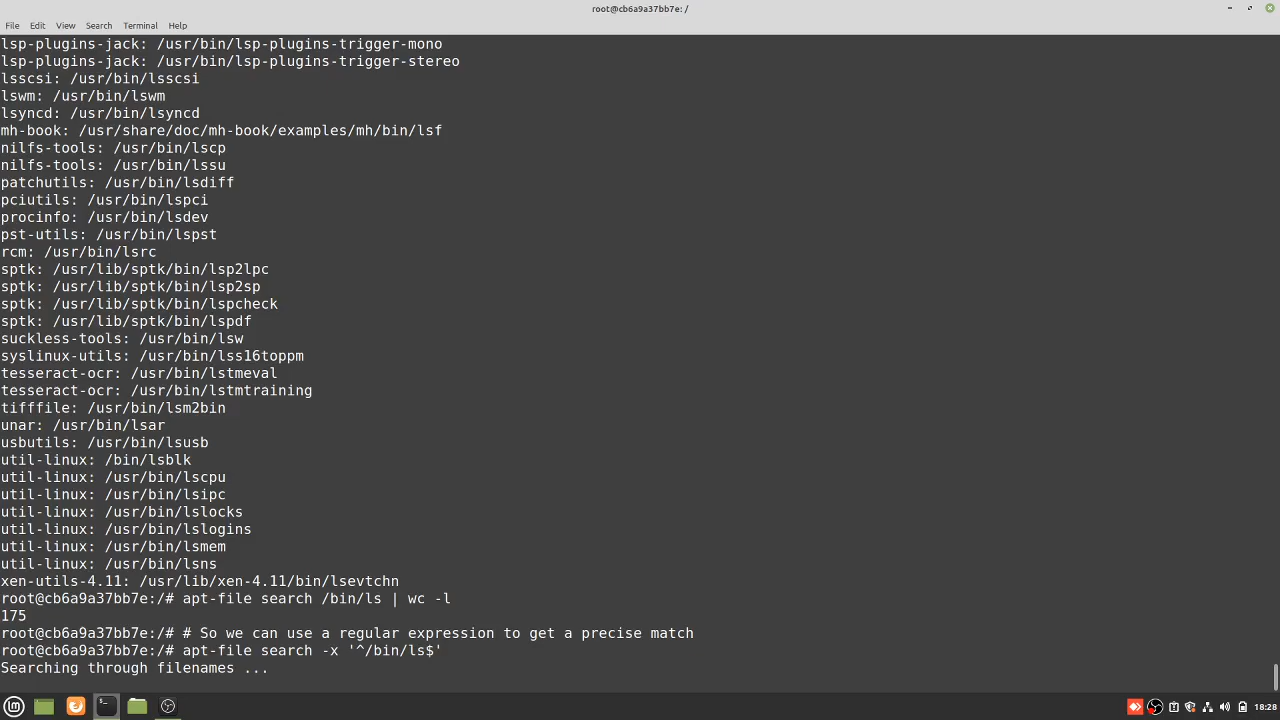 root@cb6a9a37bb7e: /
File Edit View Search Terminal Help
lsp-plugins-jack: /usr/bin/lsp-plugins-trigger-mono
lsp-plugins-jack: /usr/bin/lsp-plugins-trigger-stereo
lsscsi: /usr/bin/lsscsi
lswm: /usr/bin/lswm
lsyncd: /usr/bin/lsyncd
mh-book: /usr/share/doc/mh-book/examples/mh/bin/lsf
nilfs-tools: /usr/bin/lscp
nilfs-tools: /usr/bin/lssu
patchutils: /usr/bin/lsdiff
pciutils: /usr/bin/lspci
procinfo: /usr/bin/lsdev
pst-utils: /usr/bin/lspst
rcm: /usr/bin/lsrc
sptk: /usr/lib/sptk/bin/lsp2lpc
sptk: /usr/lib/sptk/bin/lsp2sp
sptk: /usr/lib/sptk/bin/lspcheck
sptk: /usr/lib/sptk/bin/lspdf
suckless-tools: /usr/bin/lsw
syslinux-utils: /usr/bin/lss16toppm
tesseract-ocr: /usr/bin/lstmeval
tesseract-ocr: /usr/bin/lstmtraining
tifffile: /usr/bin/lsm2bin
unar: /usr/bin/lsar
usbutils: /usr/bin/lsusb
util-linux: /bin/lsblk
util-linux: /usr/bin/lscpu
util-linux: /usr/bin/lsipc
util-linux: /usr/bin/lslocks
util-linux: /usr/bin/lslogins
util-linux: /usr/bin/lsmem
util-linux: /usr/bin/lsns
xen-utils-4.11: /usr/lib/xen-4.11/bin/lsevtchn
root@cb6a9a37bb7e:/# apt-file search /bin/ls | wc -l
175
root@cb6a9a37bb7e:/# # So we can use a regular expression to get a precise match
root@cb6a9a37bb7e:/# apt-file search -x '^/bin/ls$'
Searching through filenames ...
18:28